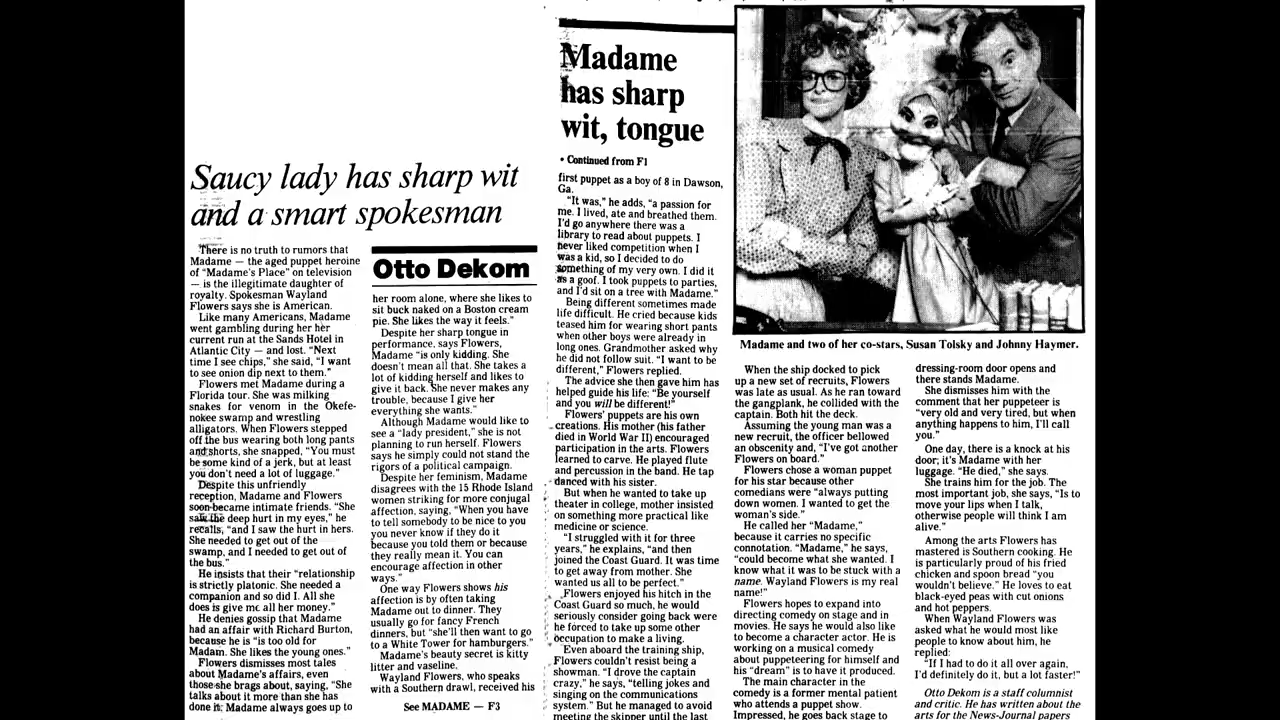 Saucy lady has sharp wit
and a smart spokesman
There is no truth to rumors that
Madame — the aged puppet heroine
of "Madame's Place" on television
— is the illegitimate daughter of
royalty. Spokesman Wayland
Flowers says she is American.
Like many Americans, Madame
went gambling during her her
current run at the Sands Hotel in
Atlantic City — and lost. "Next
time I see chips," she said, "I want
to see onion dip next to them."
Flowers met Madame during a
Florida tour. She was milking
snakes for venom in the Okefe-
nokee swamp and wrestling
alligators. When Flowers stepped
off the bus wearing both long pants
and shorts, she snapped, "You must
be some kind of a jerk, but at least
you don't need a lot of luggage."
Despite this unfriendly
reception, Madame and Flowers
soon became intimate friends. "She
saw the deep hurt in my eyes," he
recalls, "and I saw the hurt in hers.
She needed to get out of the
swamp, and I needed to get out of
the bus."
He insists that their "relationship
is strictly platonic. She needed a
companion and so did I. All she
does is give me all her money."
He denies gossip that Madame
had an affair with Richard Burton,
because he is "is too old for
Madam. She likes the young ones."
Flowers dismisses most tales
about Madame's affairs, even
those she brags about, saying, "She
talks about it more than she has
done it. Madame always goes up to
Otto Dekom
her room alone, where she likes to
sit buck naked on a Boston cream
pie. She likes the way it feels."
Despite her sharp tongue in
performance, says Flowers,
Madame "is only kidding. She
doesn't mean all that. She takes a
lot of kidding herself and likes to
give it back. She never makes any
trouble, because I give her
everything she wants."
Although Madame would like to
see a "lady president," she is not
planning to run herself. Flowers
says he simply could not stand the
rigors of a political campaign.
Despite her feminism, Madame
disagrees with the 15 Rhode Island
women striking for more conjugal
affection, saying, "When you have
to tell somebody to be nice to you
you never know if they do it
because you told them or because
they really mean it. You can
encourage affection in other
ways."
One way Flowers shows his
affection is by often taking
Madame out to dinner. They
usually go for fancy French
dinners, but "she'll then want to go
to a White Tower for hamburgers."
Madame's beauty secret is kitty
litter and vaseline.
Wayland Flowers, who speaks
with a Southern drawl, received his
See MADAME — F3
Madame
has sharp
wit, tongue
• Continued from F1
first puppet as a boy of 8 in Dawson,
Ga.
"It was," he adds, "a passion for
me. I lived, ate and breathed them.
I'd go anywhere there was a
library to read about puppets. I
never liked competition when I
was a kid, so I decided to do
something of my very own. I did it
as a goof. I took puppets to parties,
and I'd sit on a tree with Madame."
Being different sometimes made
life difficult. He cried because kids
teased him for wearing short pants
when other boys were already in
long ones. Grandmother asked why
he did not follow suit. "I want to be
different," Flowers replied.
The advice she then gave him has
helped guide his life: "Be yourself
and you will be different!"
Flowers' puppets are his own
creations. His mother (his father
died in World War II) encouraged
participation in the arts. Flowers
learned to carve. He played flute
and percussion in the band. He tap
danced with his sister.
But when he wanted to take up
theater in college, mother insisted
on something more practical like
medicine or science.
"I struggled with it for three
years," he explains, "and then
joined the Coast Guard. It was time
to get away from mother. She
wanted us all to be perfect."
Flowers enjoyed his hitch in the
Coast Guard so much, he would
seriously consider going back were
he forced to take up some other
occupation to make a living.
Even aboard the training ship,
Flowers couldn't resist being a
showman. "I drove the captain
crazy," he says, "telling jokes and
singing on the communications
system." But he managed to avoid
meeting the skipper until the last
Madame and two of her co-stars, Susan Tolsky and Johnny Haymer.
When the ship docked to pick
up a new set of recruits, Flowers
was late as usual. As he ran toward
the gangplank, he collided with the
captain. Both hit the deck.
Assuming the young man was a
new recruit, the officer bellowed
an obscenity and, "I've got another
Flowers on board."
Flowers chose a woman puppet
for his star because other
comedians were "always putting
down women. I wanted to get the
woman's side."
He called her "Madame,"
because it carries no specific
connotation. "Madame," he says,
"could become what she wanted. I
know what it was to be stuck with a
name. Wayland Flowers is my real
name!"
Flowers hopes to expand into
directing comedy on stage and in
movies. He says he would also like
to become a character actor. He is
working on a musical comedy
about puppeteering for himself and
his "dream" is to have it produced.
The main character in the
comedy is a former mental patient
who attends a puppet show.
Impressed, he goes back stage to
dressing-room door opens and
there stands Madame.
She dismisses him with the
comment that her puppeteer is
"very old and very tired, but when
anything happens to him, I'll call
you."
One day, there is a knock at his
door; it's Madame with her
luggage. "He died," she says.
She trains him for the job. The
most important job, she says, "Is to
move your lips when I talk,
otherwise people will think I am
alive."
Among the arts Flowers has
mastered is Southern cooking. He
is particularly proud of his fried
chicken and spoon bread "you
wouldn't believe." He loves to eat
black-eyed peas with cut onions
and hot peppers.
When Wayland Flowers was
asked what he would most like
people to know about him, he
replied:
"If I had to do it all over again,
I'd definitely do it, but a lot faster!"
Otto Dekom is a staff columnist
and critic. He has written about the
arts for the News-Journal papers